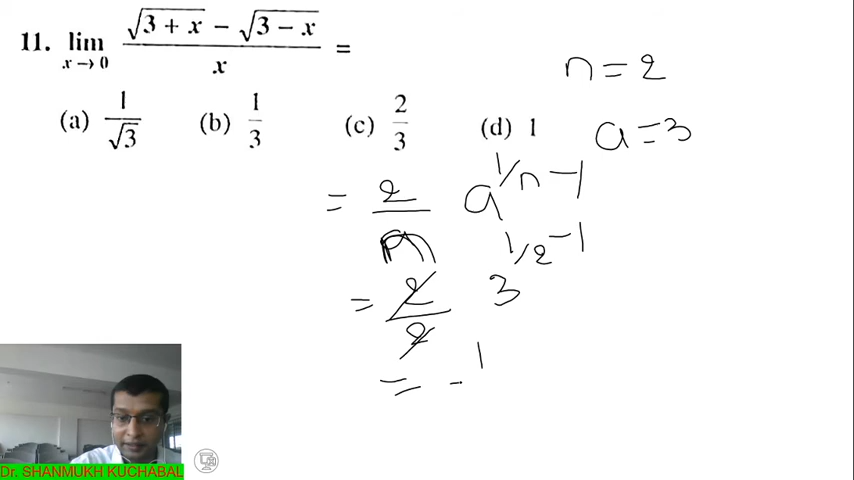 11. lim x→0 (√(3 + x) − √(3 − x)) / x =
(a) 1/√3 (b) 1/3 (c) 2/3 (d) 1
n = 2
a = 3
= 2/n a^(1/n − 1)
= 2/2 3^(1/2 − 1)
= 1
Dr. SHANMUKH KUCHABAL